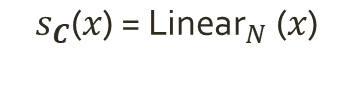 s_C(x) = Linear_N (x)